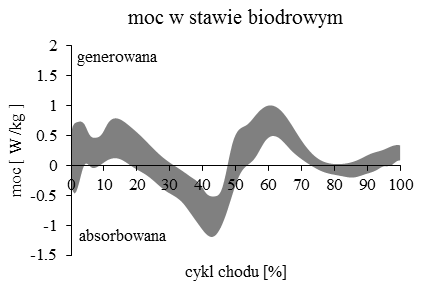 moc w stawie biodrowym
2
generowana
1.5
1
0.5
0
0 10 20 30 40 50 60 70 80 90 100
-0.5
-1
absorbowana
-1.5
moc [ W /kg ]
cykl chodu [%]